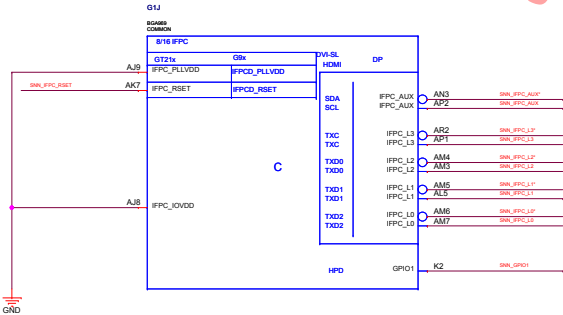 G1J
BGA969
COMMON
8/16 IFPC
GT21x G9x DVI-SL HDMI DP
AJ9 IFPC_PLLVDD IFPCD_PLLVDD
SNN_IFPC_RSET AK7 IFPC_RSET IFPCD_RSET
SDA IFPC_AUX AN3 SNN_IFPC_AUX*
SCL IFPC_AUX AP2 SNN_IFPC_AUX
TXC IFPC_L3 AR2 SNN_IFPC_L3*
TXC IFPC_L3 AP1 SNN_IFPC_L3
TXD0 IFPC_L2 AM4 SNN_IFPC_L2*
TXD0 IFPC_L2 AM3 SNN_IFPC_L2
C
TXD1 IFPC_L1 AM5 SNN_IFPC_L1*
TXD1 IFPC_L1 AL5 SNN_IFPC_L1
AJ8 IFPC_IOVDD
TXD2 IFPC_L0 AM6 SNN_IFPC_L0*
TXD2 IFPC_L0 AM7 SNN_IFPC_L0
HPD GPIO1 K2 SNN_GPIO1
GND